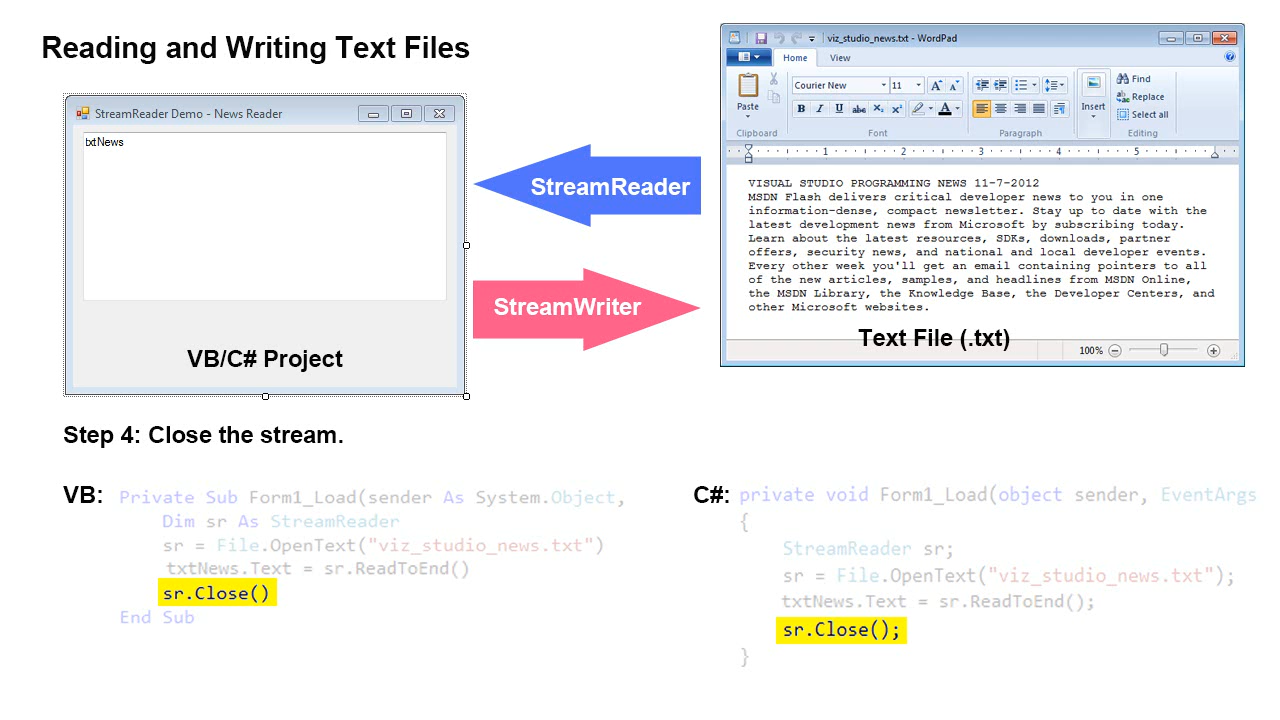 Reading and Writing Text Files
StreamReader Demo - News Reader
txtNews
VB/C# Project
StreamReader
StreamWriter
viz_studio_news.txt - WordPad
Home View
Courier New 11
Paste
B I U abc X₂ X² A
Insert
Find
Replace
Select all
Clipboard Font Paragraph Editing
1 2 3 4 5
VISUAL STUDIO PROGRAMMING NEWS 11-7-2012
MSDN Flash delivers critical developer news to you in one
information-dense, compact newsletter. Stay up to date with the
latest development news from Microsoft by subscribing today.
Learn about the latest resources, SDKs, downloads, partner
offers, security news, and national and local developer events.
Every other week you'll get an email containing pointers to all
of the new articles, samples, and headlines from MSDN Online,
the MSDN Library, the Knowledge Base, the Developer Centers, and
other Microsoft websites.
Text File (.txt)
100%
Step 4: Close the stream.
VB:
Private Sub Form1_Load(sender As System.Object,
Dim sr As StreamReader
sr = File.OpenText("viz_studio_news.txt")
txtNews.Text = sr.ReadToEnd()
sr.Close()
End Sub
C#:
private void Form1_Load(object sender, EventArgs
{
StreamReader sr;
sr = File.OpenText("viz_studio_news.txt");
txtNews.Text = sr.ReadToEnd();
sr.Close();
}